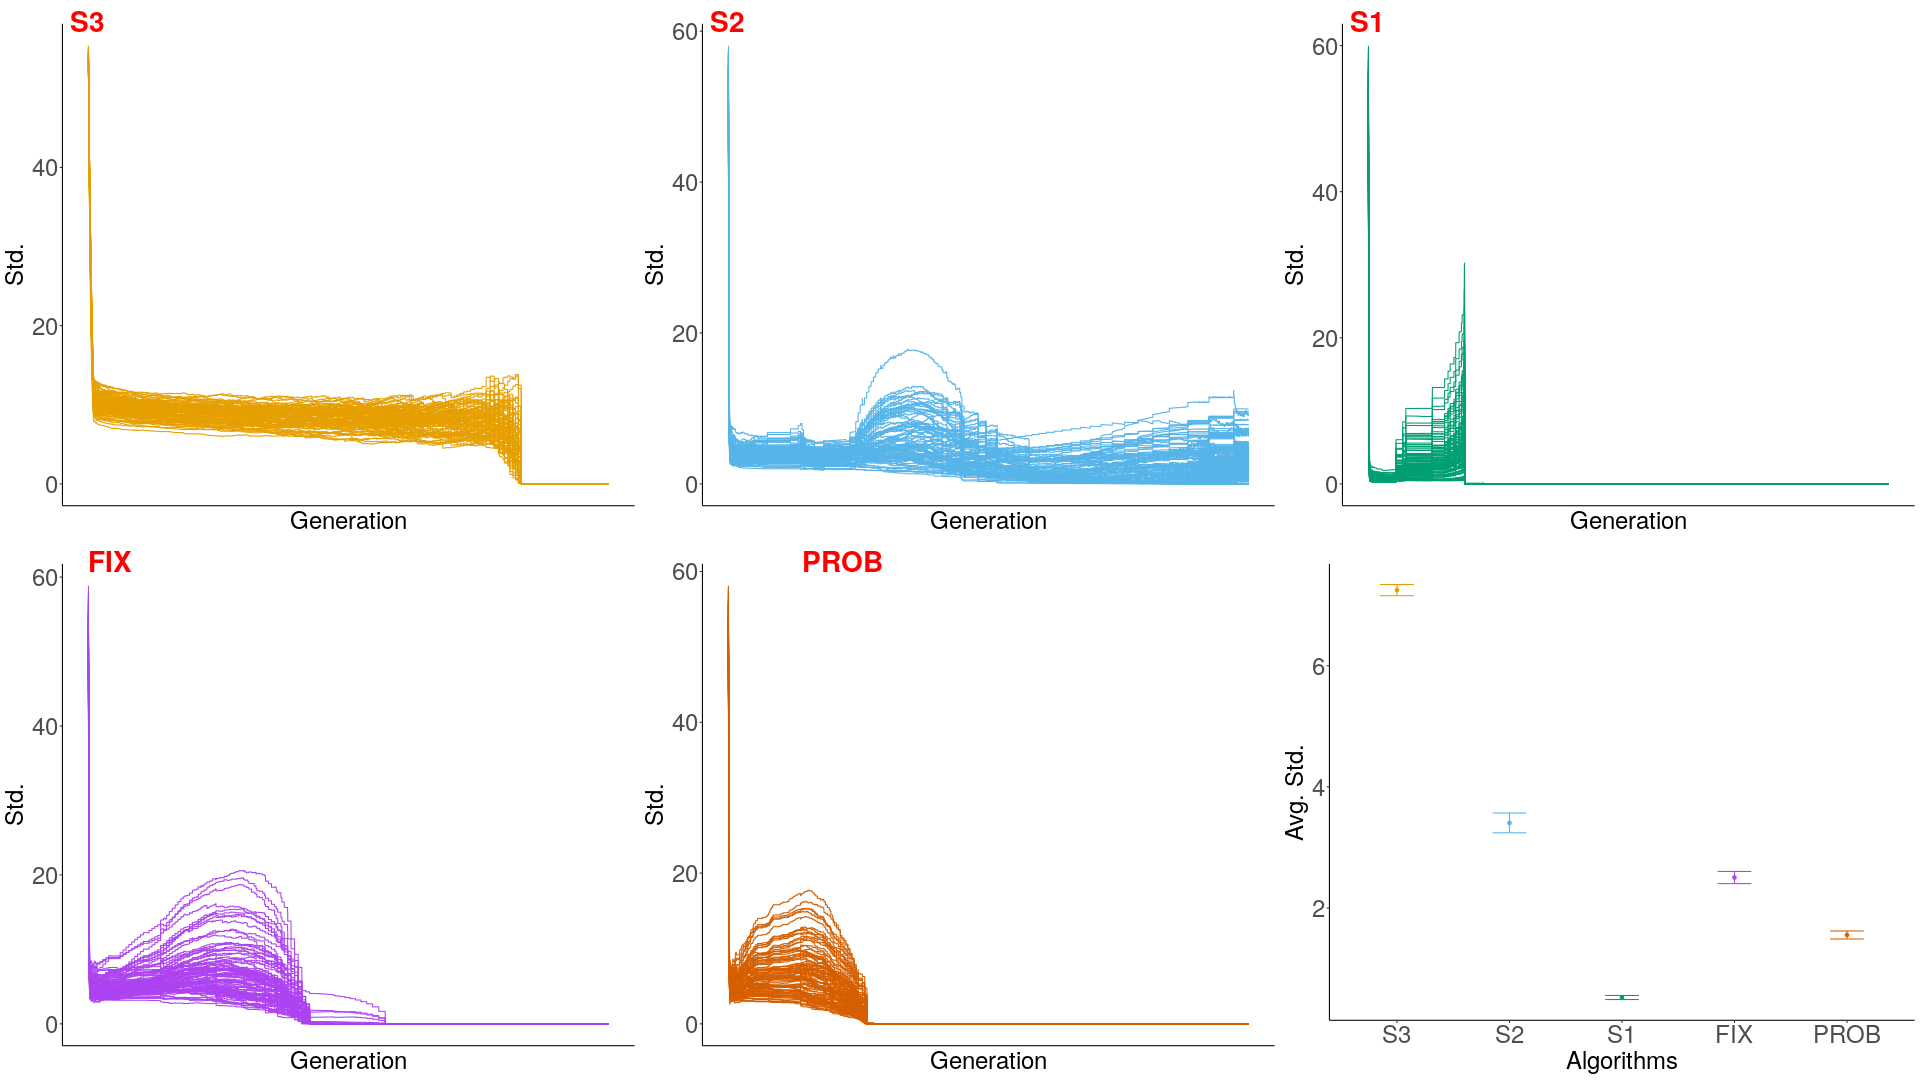 S3
40
20
0
Std.
Generation
S2
60
40
20
0
Std.
Generation
S1
60
40
20
0
Std.
Generation
FIX
60
40
20
0
Std.
Generation
PROB
60
40
20
0
Std.
Generation
6
4
2
Avg. Std.
S3 S2 S1 FIX PROB
Algorithms